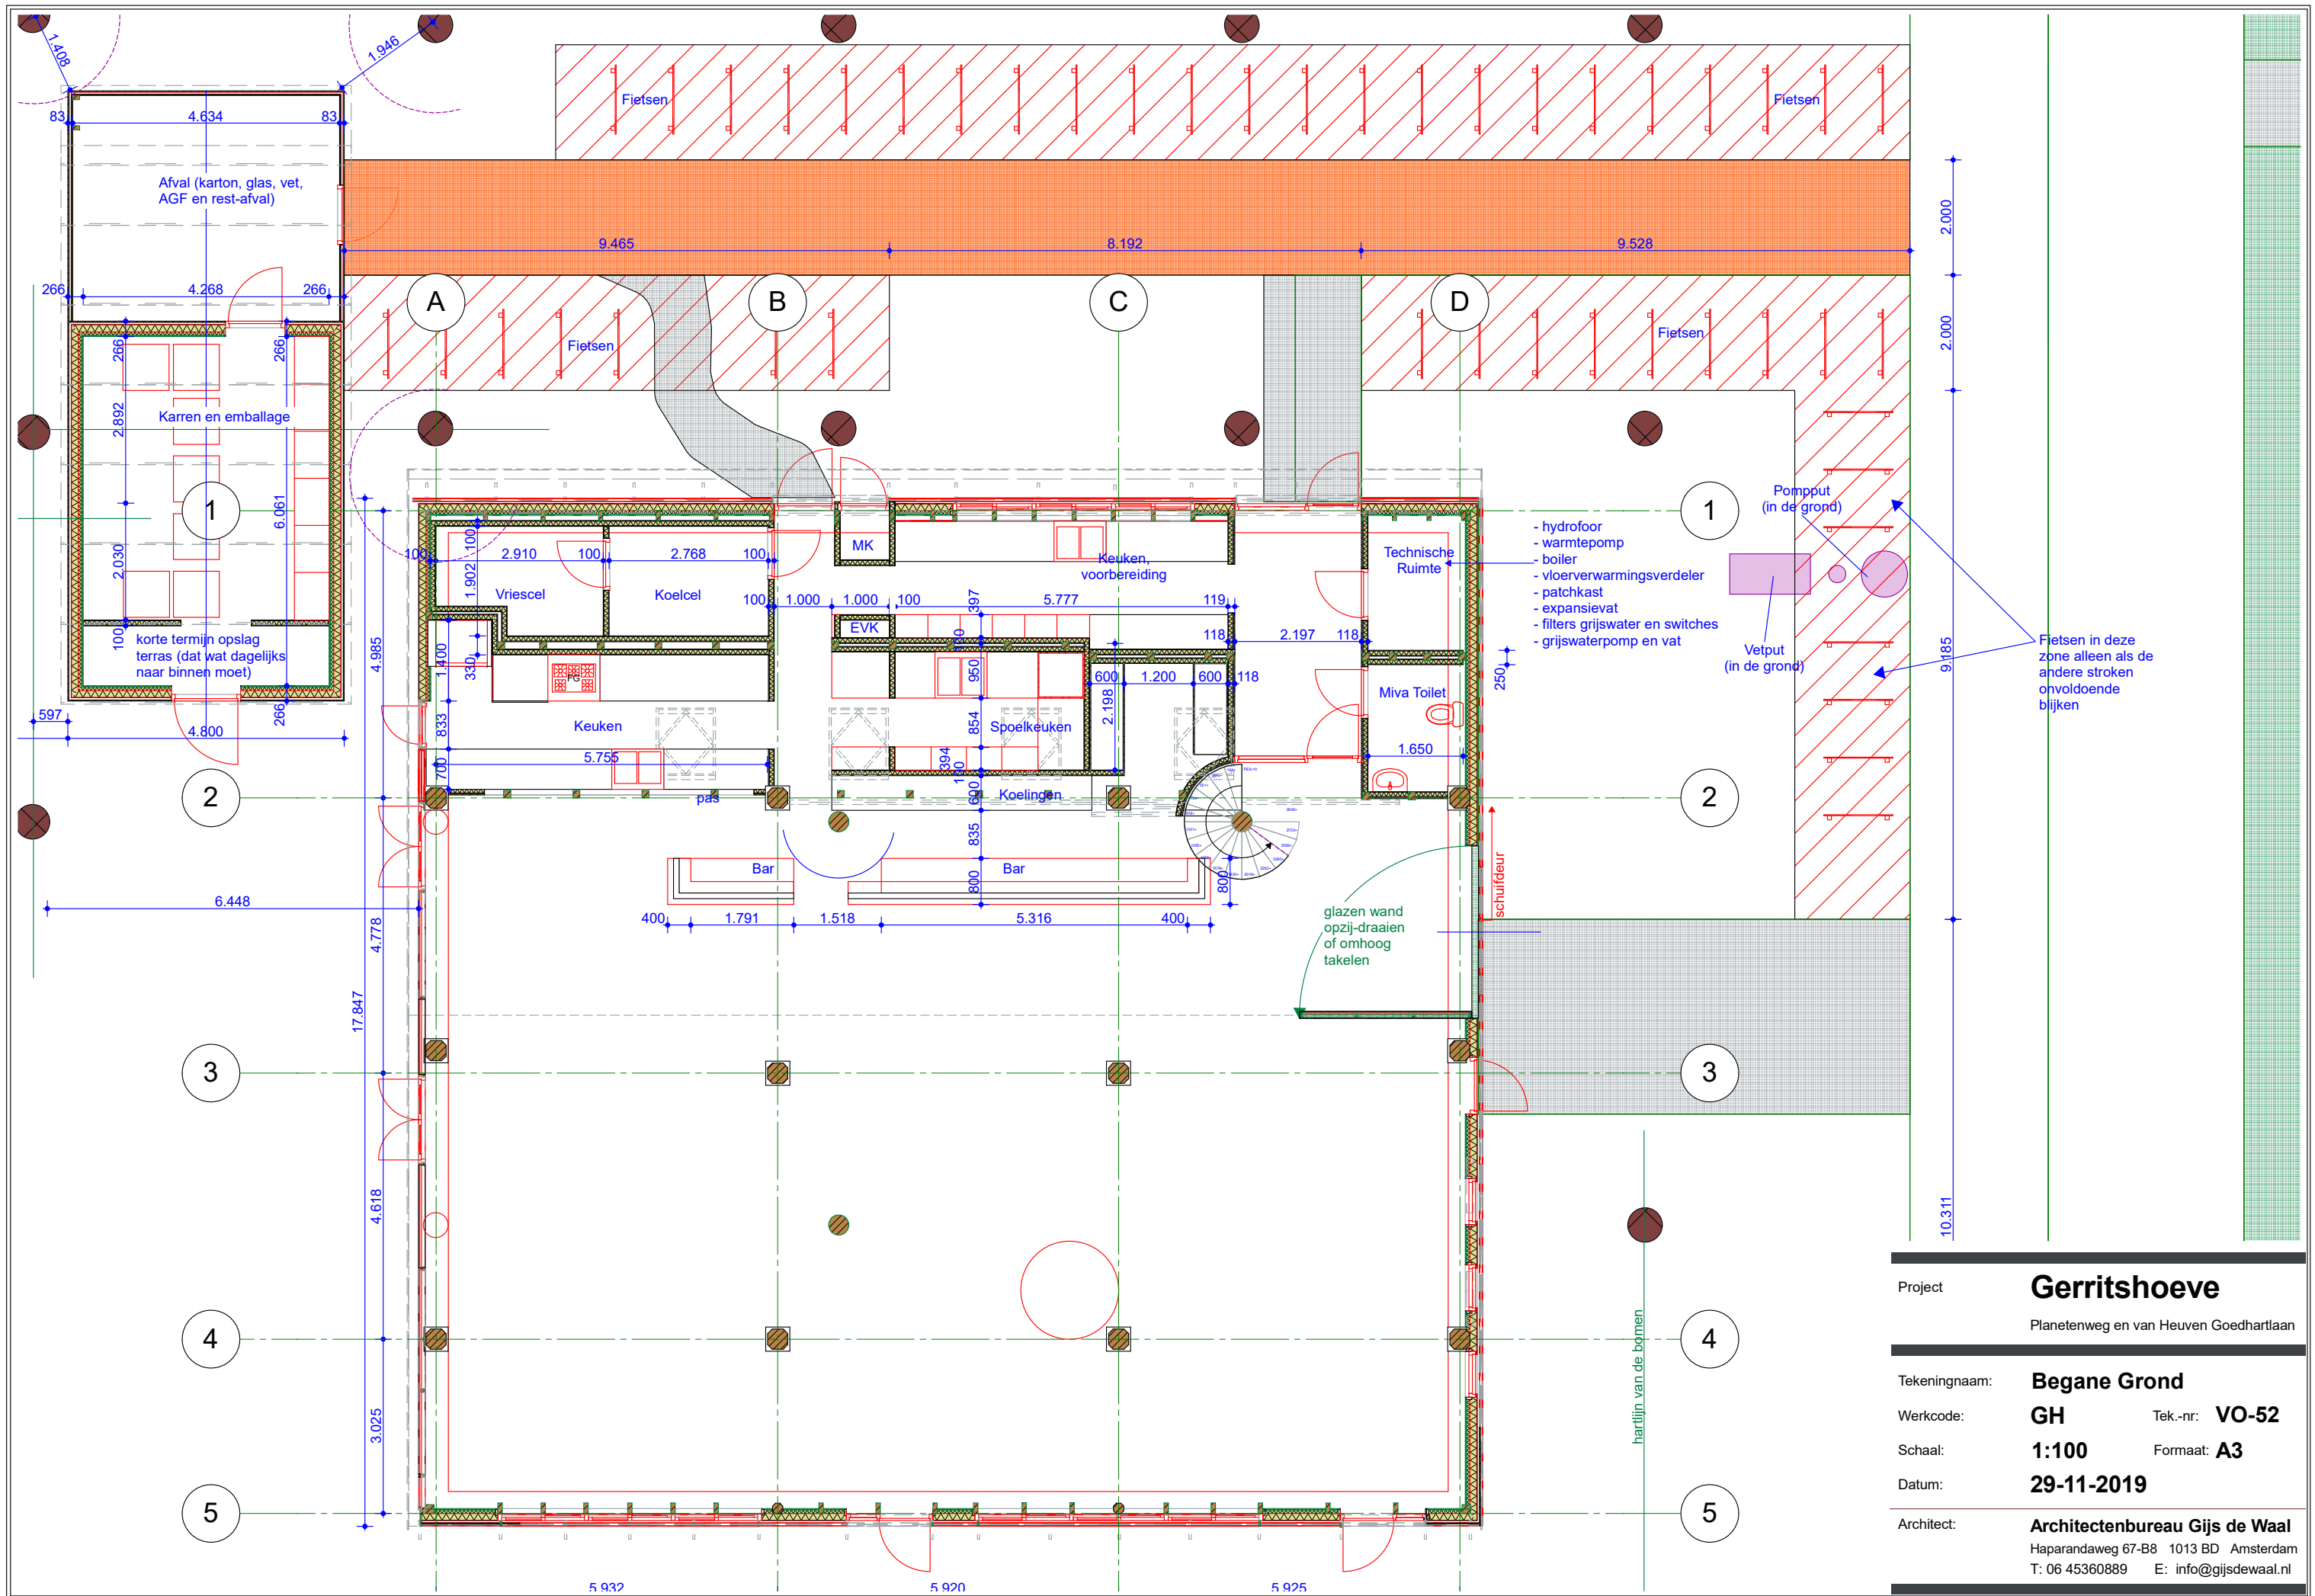 1.408
1.946
83
4.634
83
Fietsen
Fietsen
Afval (karton, glas, vet,
AGF en rest-afval)
9.465
8.192
9.528
2.000
266
4.268
266
A
B
C
D
2.000
Fietsen
Fietsen
266
266
2.892
Karren en emballage
6.061
1
2.030
100
korte termijn opslag
terras (dat wat dagelijks
naar binnen moet)
266
597
4.800
1
Pompput
(in de grond)
- hydrofoor
- warmtepomp
- boiler
- vloerverwarmingsverdeler
- patchkast
- expansievat
- filters grijswater en switches
- grijswaterpomp en vat
Vetput
(in de grond)
Fietsen in deze
zone alleen als de
andere stroken
onvoldoende
blijken
9.185
100
100
2.910
100
2.768
100
1.902
Vriescel
Koelcel
MK
Keuken,
voorbereiding
Technische
Ruimte
100
1.000
1.000
100
397
5.777
119
EVK
118
2.197
118
4.985
1.400
330
950
600
1.200
600
118
250
2.198
Miva Toilet
833
Keuken
854
Spoelkeuken
1.650
700
5.755
394
100
2
pas
600
Koelingen
2
835
Bar
Bar
800
800
schuifdeur
6.448
400
1.791
1.518
5.316
400
glazen wand
opzij-draaien
of omhoog
takelen
4.778
17.847
3
3
4.618
10.311
4
4
hartlijn van de bomen
3.025
5
5
5.932
5.920
5.925
Project
Gerritshoeve
Planetenweg en van Heuven Goedhartlaan
Tekeningnaam: Begane Grond
Werkcode: GH Tek.-nr: VO-52
Schaal: 1:100 Formaat: A3
Datum: 29-11-2019
Architect: Architectenbureau Gijs de Waal
Haparandaweg 67-B8 1013 BD Amsterdam
T: 06 45360889 E: info@gijsdewaal.nl